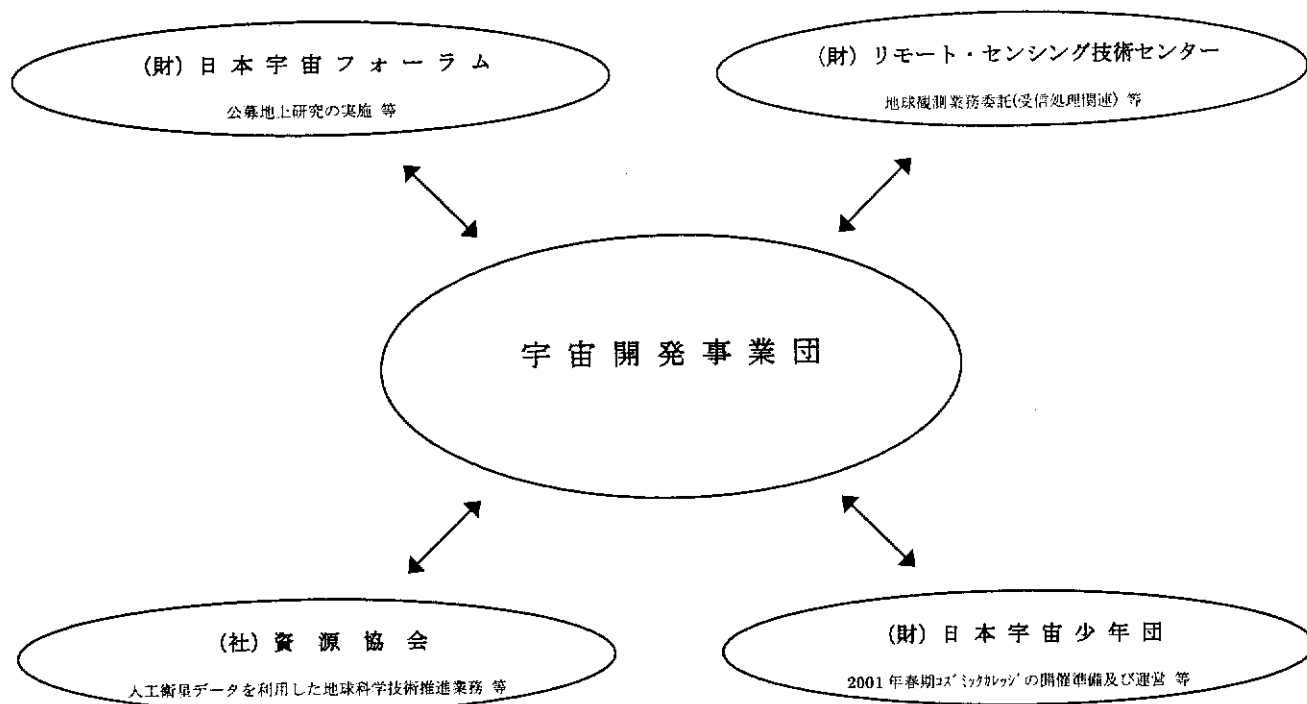 (財) 日 本 宇 宙 フ ォ ー ラ ム
公募地上研究の実施 等
(財) リモート・センシング技術センター
地球観測業務委託(受信処理関連) 等
宇 宙 開 発 事 業 団
(社) 資 源 協 会
人工衛星データを利用した地球科学技術推進業務 等
(財) 日 本 宇 宙 少 年 団
2001年春期ｺｽﾞﾐｯｸｶﾚｯｼﾞの開催準備及び運営 等